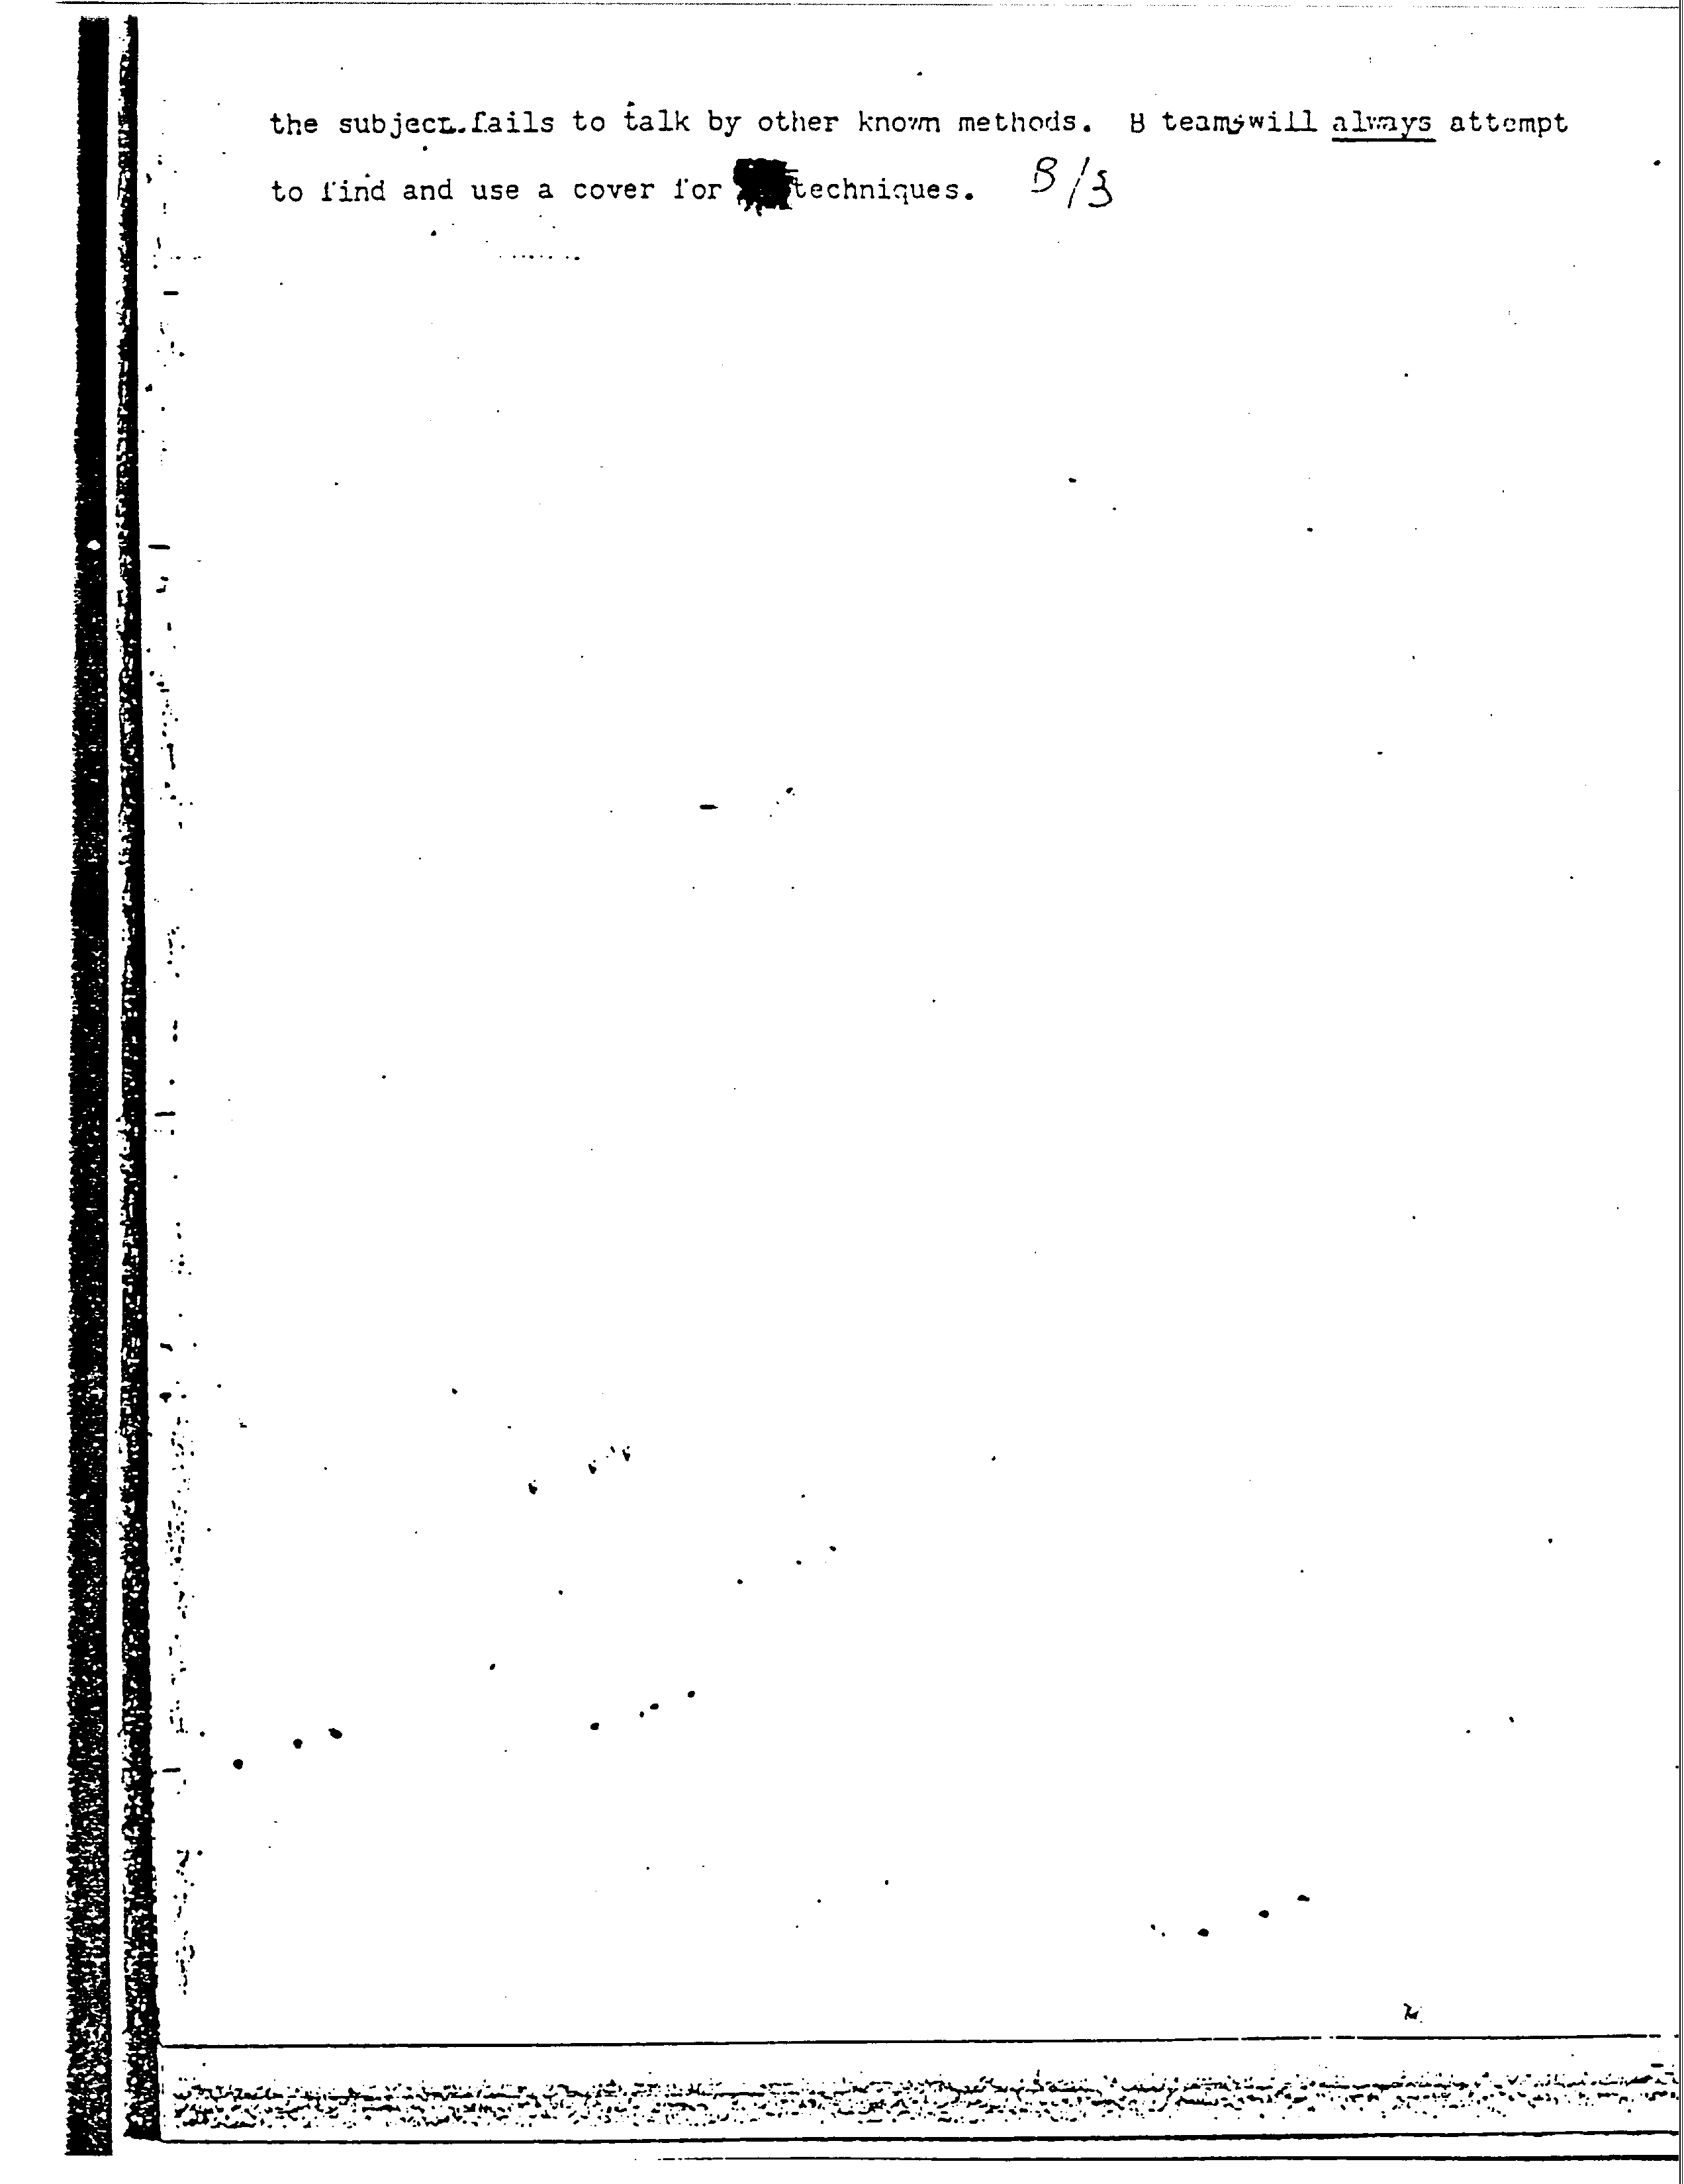 the subject fails to talk by other known methods. B teams will always attempt
to find and use a cover for techniques. B/3